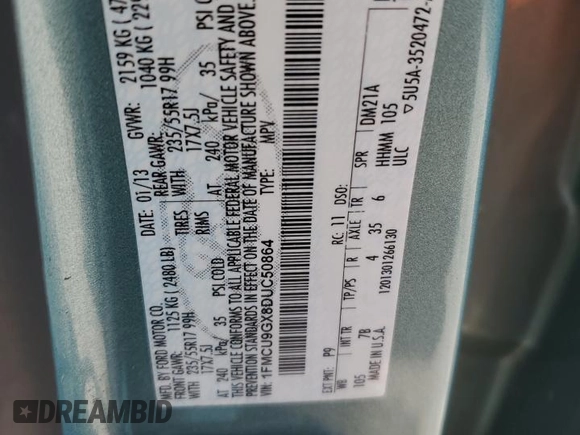 MFD. BY FORD MOTOR CO.
DATE: 01/13 GVWR: 2159 KG
FRONT GAWR: 1125 KG (2480 LB) REAR GAWR: 1040 KG
235/55R17 99H TIRES WITH 235/55R17 99H
17X7.5J RIMS 17X7.5J
AT 240 kPa/ 35 PSI COLD AT 240 kPa/ 35 PSI
THIS VEHICLE CONFORMS TO ALL APPLICABLE FEDERAL MOTOR VEHICLE SAFETY AND
PREVENTION STANDARDS IN EFFECT ON THE DATE OF MANUFACTURE SHOWN ABOVE.
VIN: 1FMCU9GX8DUC50864
TYPE: MPV
EXT PNT: P9 RC: 11 DSO:
WB INT TR TP/PS R AXLE TR SPR DM21A
105 7B 4 35 6 HHMM 105
MADE IN U.S.A. 1201301266130 ULC
▽5U5A-3520472-
DREAMBID